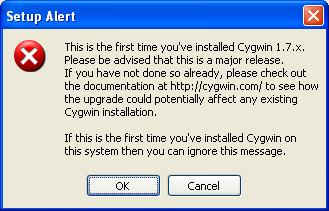 Setup Alert
This is the first time you've installed Cygwin 1.7.x.
Please be advised that this is a major release.
If you have not done so already, please check out
the documentation at http://cygwin.com/ to see how
the upgrade could potentially affect any existing
Cygwin installation.
If this is the first time you've installed Cygwin on
this system then you can ignore this message.
OK
Cancel